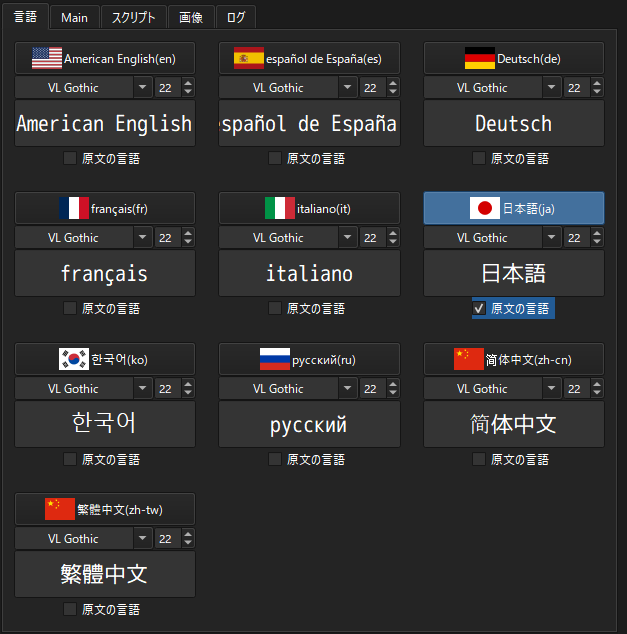 言語 Main スクリプト 画像 ログ
American English(en) español de España(es) Deutsch(de)
VL Gothic 22 VL Gothic 22 VL Gothic 22
American English español de España Deutsch
原文の言語 原文の言語 原文の言語
français(fr) italiano(it) 日本語(ja)
VL Gothic 22 VL Gothic 22 VL Gothic 22
français italiano 日本語
原文の言語 原文の言語 原文の言語
한국어(ko) русский(ru) 简体中文(zh-cn)
VL Gothic 22 VL Gothic 22 VL Gothic 22
한국어 русский 简体中文
原文の言語 原文の言語 原文の言語
繁體中文(zh-tw)
VL Gothic 22
繁體中文
原文の言語